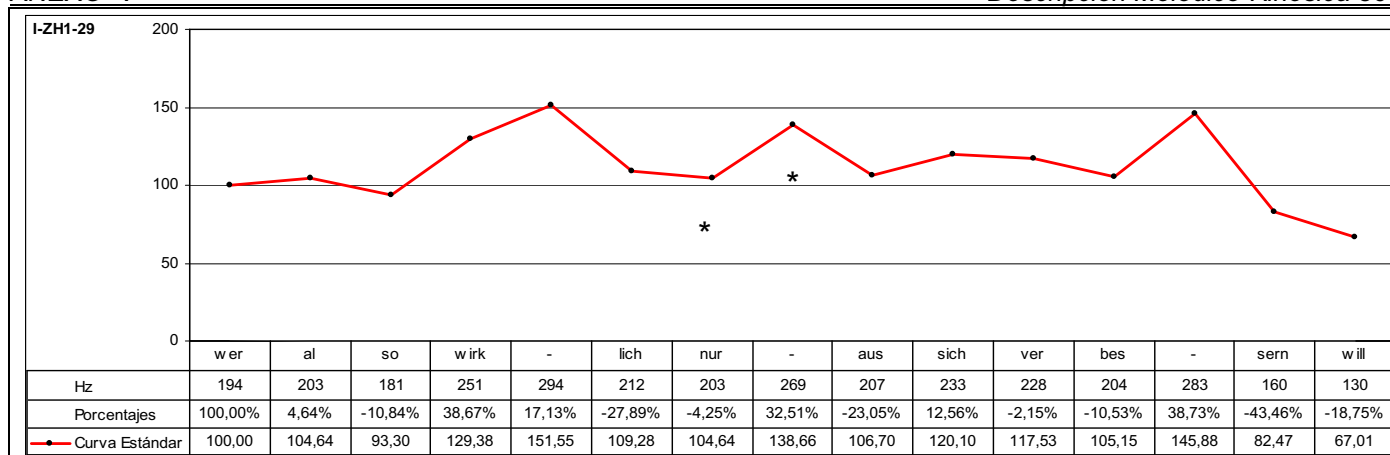 I-ZH1-29
200
150
100
50
0
wer al so wirk - lich nur - aus sich ver bes - sern will
Hz 194 203 181 251 294 212 203 269 207 233 228 204 283 160 130
Porcentajes 100,00% 4,64% -10,84% 38,67% 17,13% -27,89% -4,25% 32,51% -23,05% 12,56% -2,15% -10,53% 38,73% -43,46% -18,75%
Curva Estándar 100,00 104,64 93,30 129,38 151,55 109,28 104,64 138,66 106,70 120,10 117,53 105,15 145,88 82,47 67,01
*
*